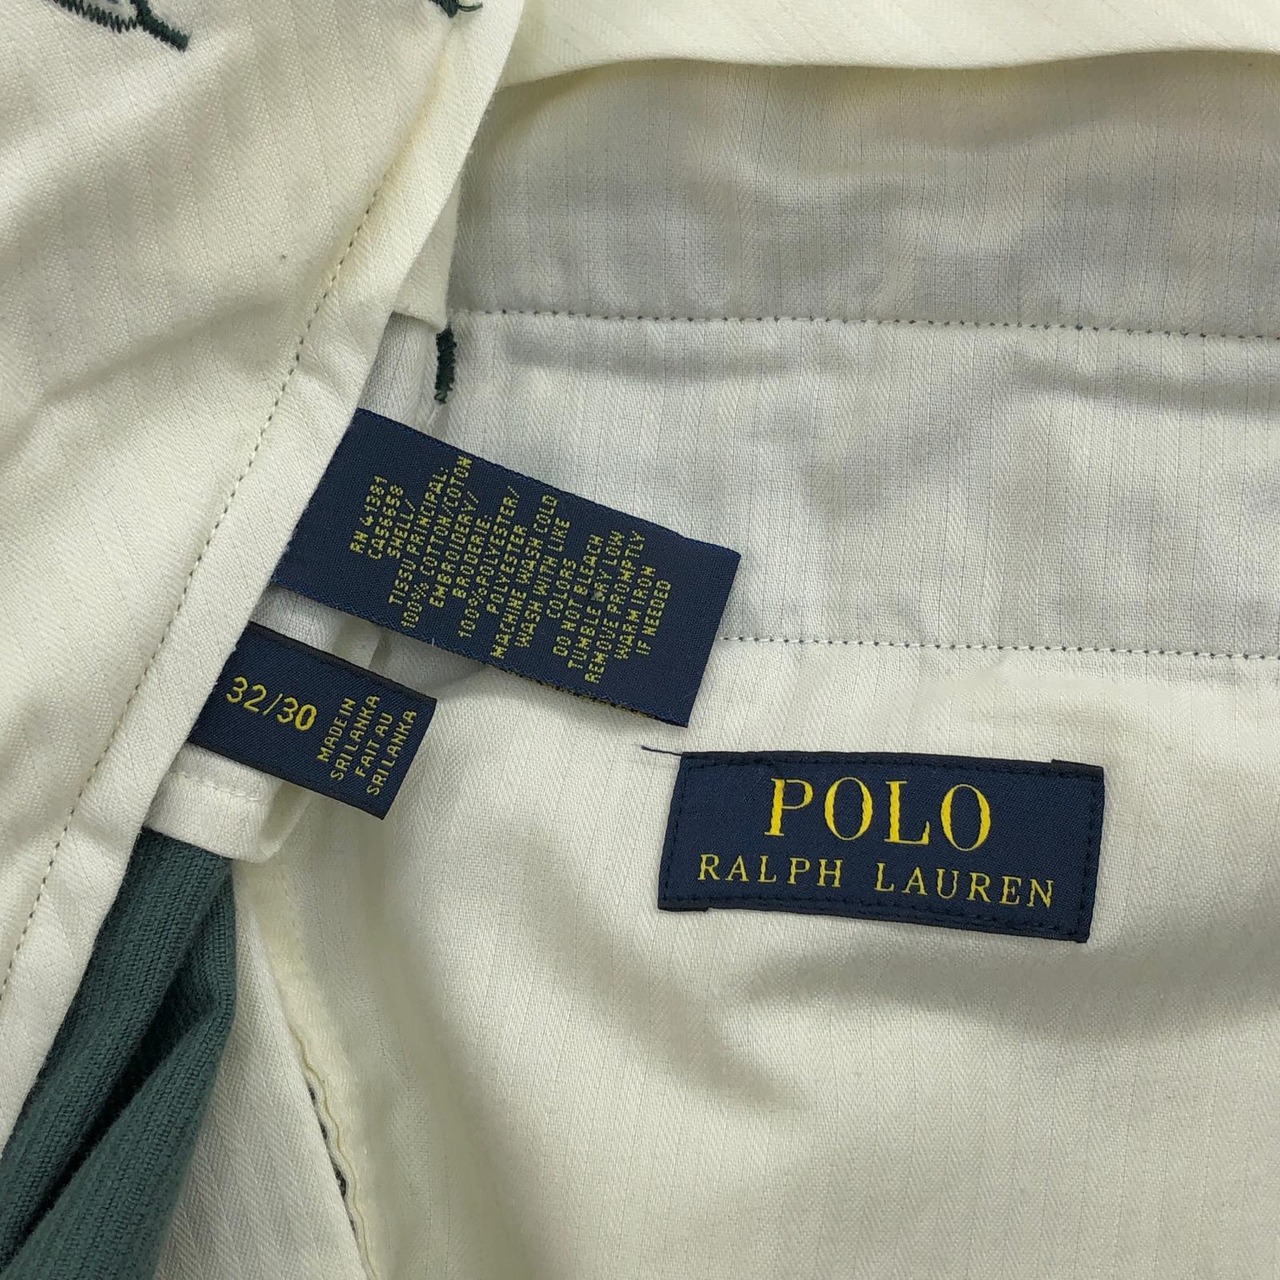 RN 41381
CA56658
SHELL/
TISSU PRINCIPAL:
100% COTTON COTON
EMBROIDERY/
BRODERIE:
100%POLYESTER/
POLYESTER
MACHINE WASH COLD
WASH WITH LIKE
COLORS
DO NOT BLEACH
TUMBLE DRY LOW
REMOVE PROMPTLY
WARM IRON
IF NEEDED
32/30
MADE IN
SRI LANKA
FAIT AU
SRI LANKA
POLO
RALPH LAUREN